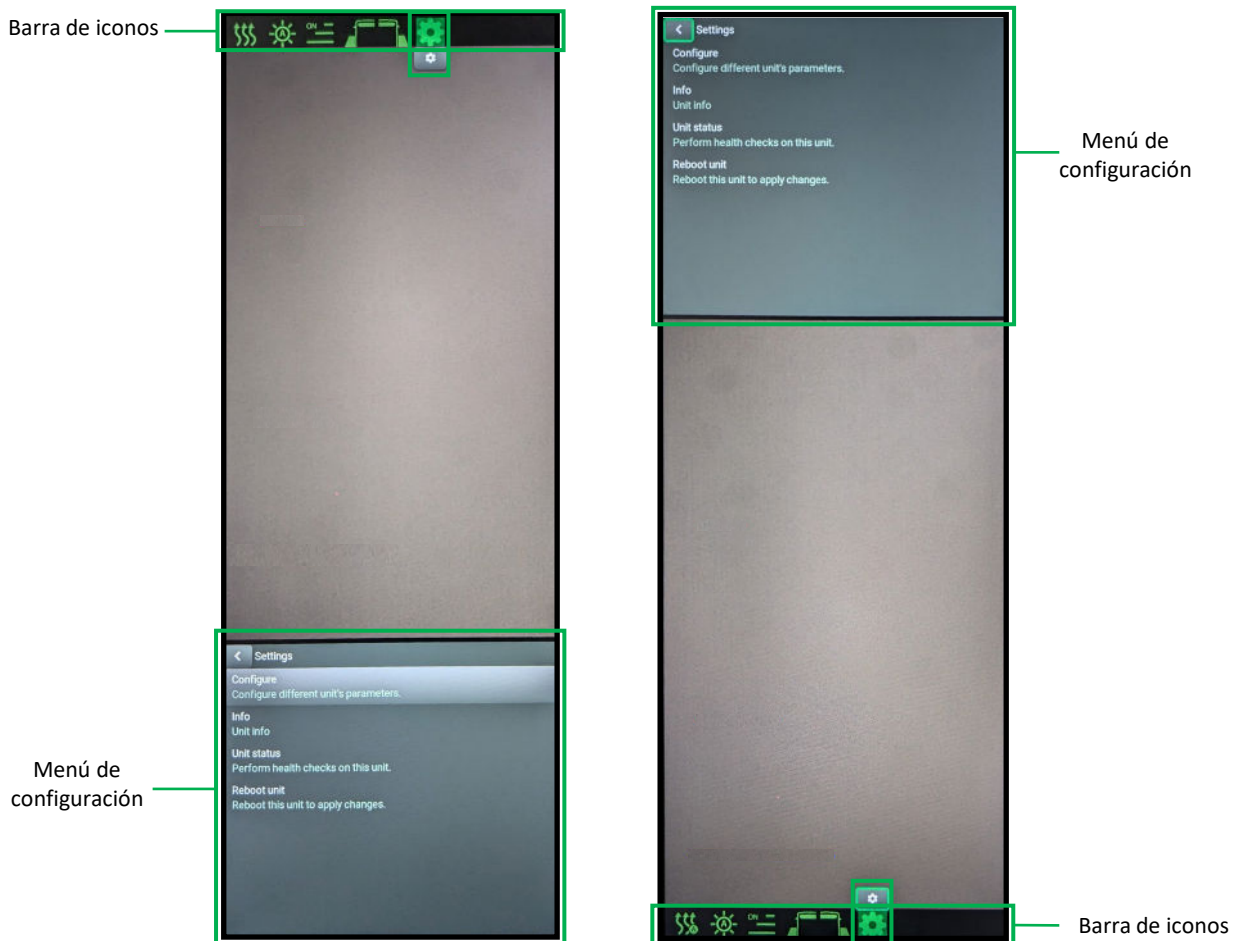 Barra de iconos
A
ON
Settings
Configure
Configure different unit's parameters.
Info
Unit info
Unit status
Perform health checks on this unit.
Reboot unit
Reboot this unit to apply changes.
Menú de
configuración
Settings
Configure
Configure different unit's parameters.
Info
Unit info
Unit status
Perform health checks on this unit.
Reboot unit
Reboot this unit to apply changes.
Menú de
configuración
A
ON
Barra de iconos